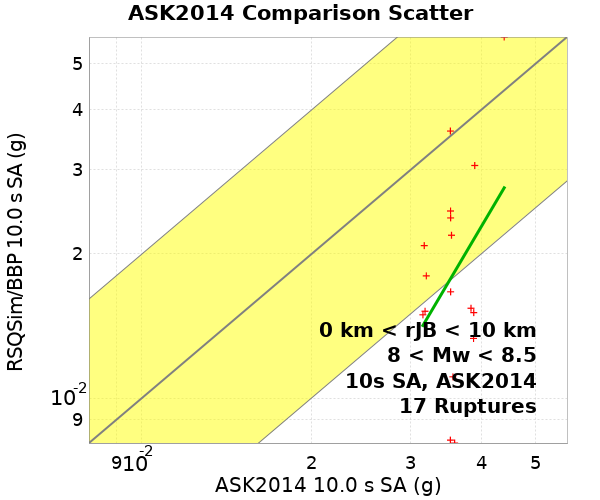 ASK2014 Comparison Scatter
RSQSim/BBP 10.0 s SA (g)
5
4
3
2
10-2
9
0 km < rJB < 10 km
8 < Mw < 8.5
10s SA, ASK2014
17 Ruptures
9 10-2 2 3 4 5
ASK2014 10.0 s SA (g)